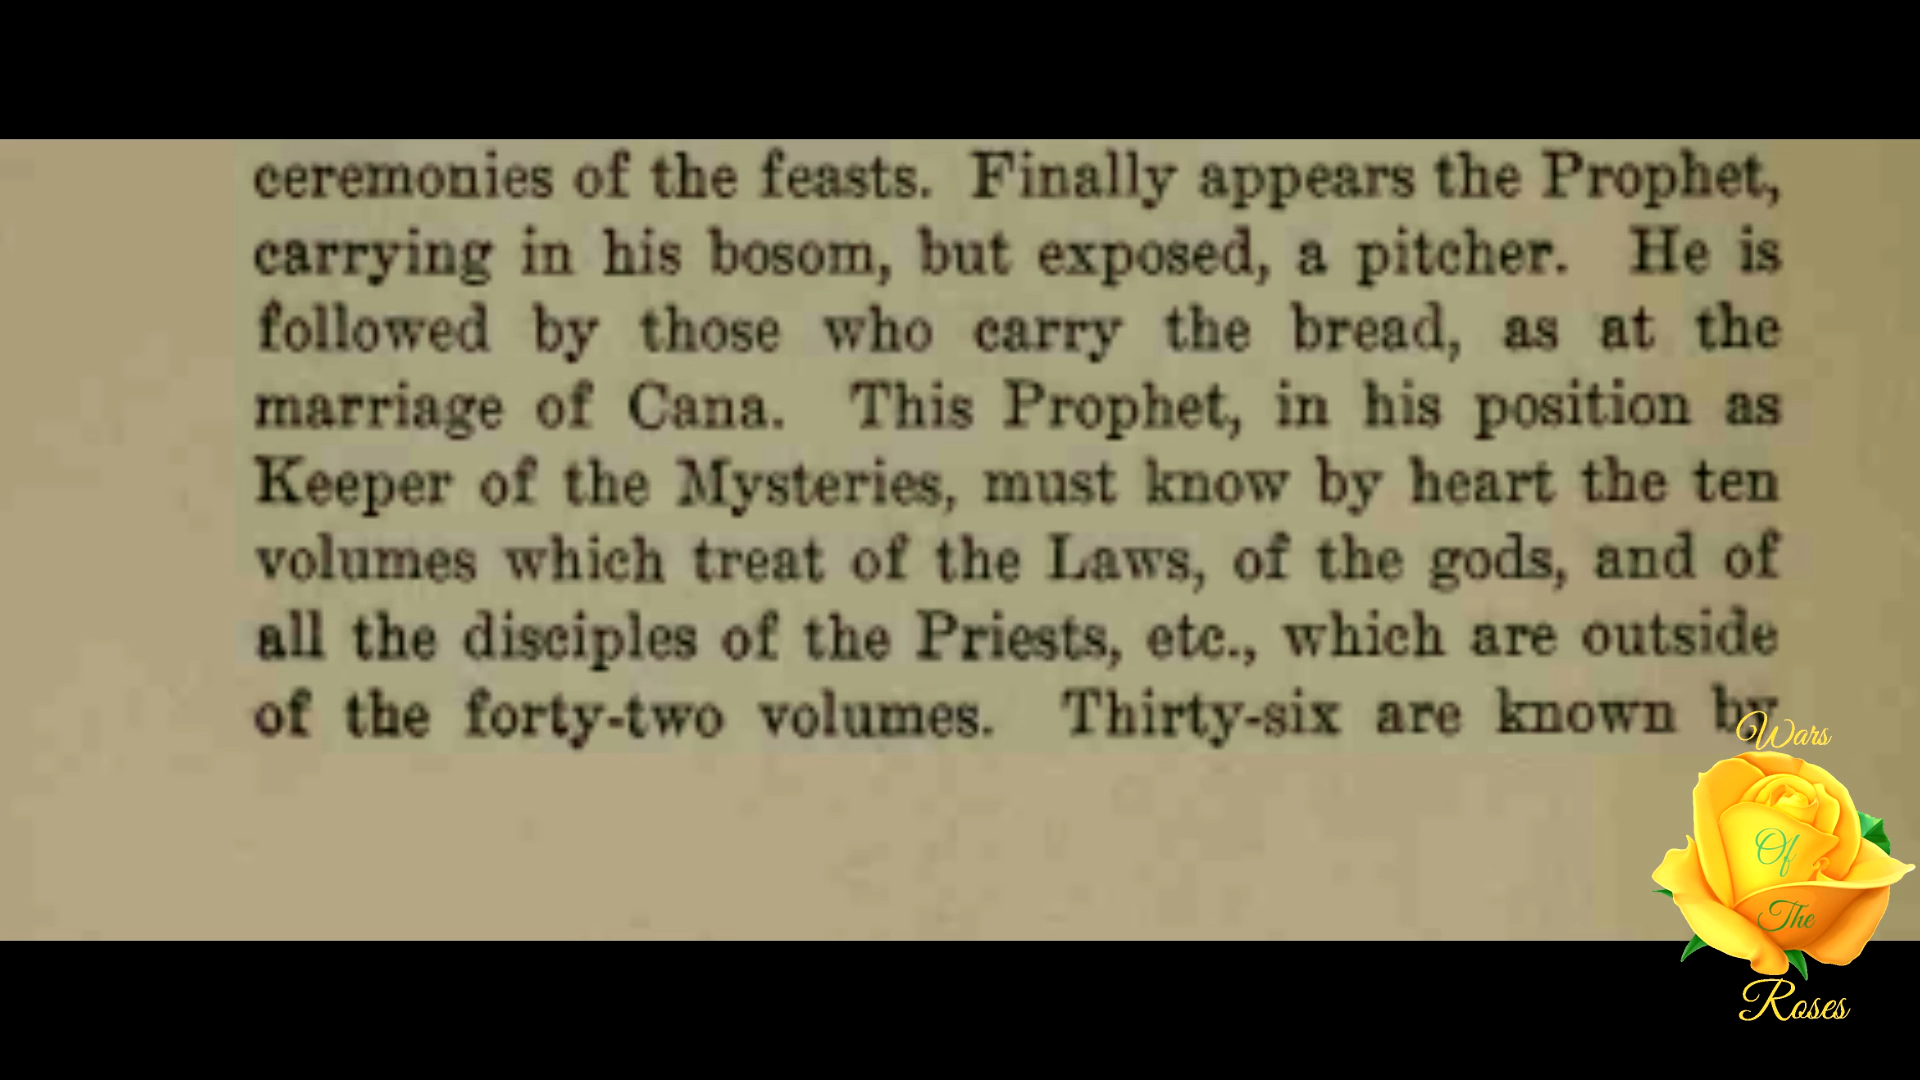 ceremonies of the feasts. Finally appears the Prophet,
carrying in his bosom, but exposed, a pitcher. He is
followed by those who carry the bread, as at the
marriage of Cana. This Prophet, in his position as
Keeper of the Mysteries, must know by heart the ten
volumes which treat of the Laws, of the gods, and of
all the disciples of the Priests, etc., which are outside
of the forty-two volumes. Thirty-six are known by
Wars
Of
The
Roses